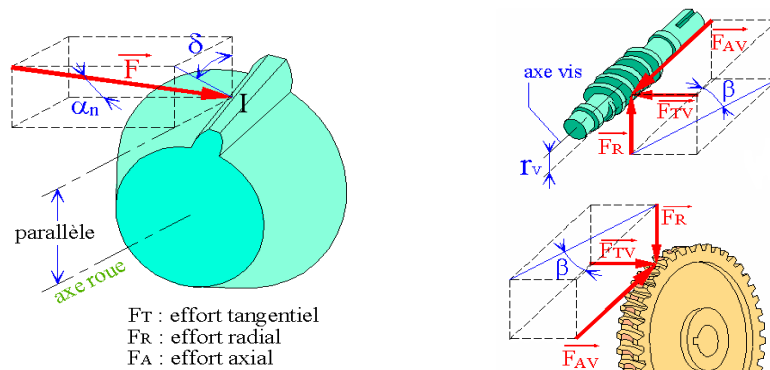 F
δ
αn
I
parallèle
axe roue
FT : effort tangentiel
FR : effort radial
FA : effort axial
FAV
axe vis
β
FTV
FR
rv
FR
FTV
β
FAV